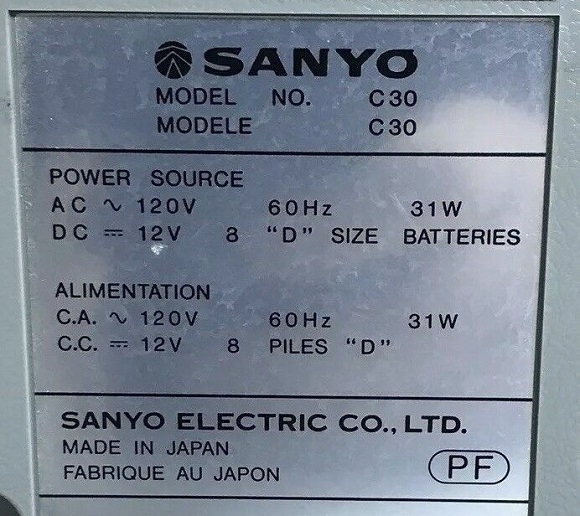 SANYO
MODEL NO. C30
MODELE C30
POWER SOURCE
AC ∿ 120V 60Hz 31W
DC ⎓ 12V 8 "D" SIZE BATTERIES
ALIMENTATION
C.A. ∿ 120V 60Hz 31W
C.C. ⎓ 12V 8 PILES "D"
SANYO ELECTRIC CO., LTD.
MADE IN JAPAN
FABRIQUE AU JAPON
PF